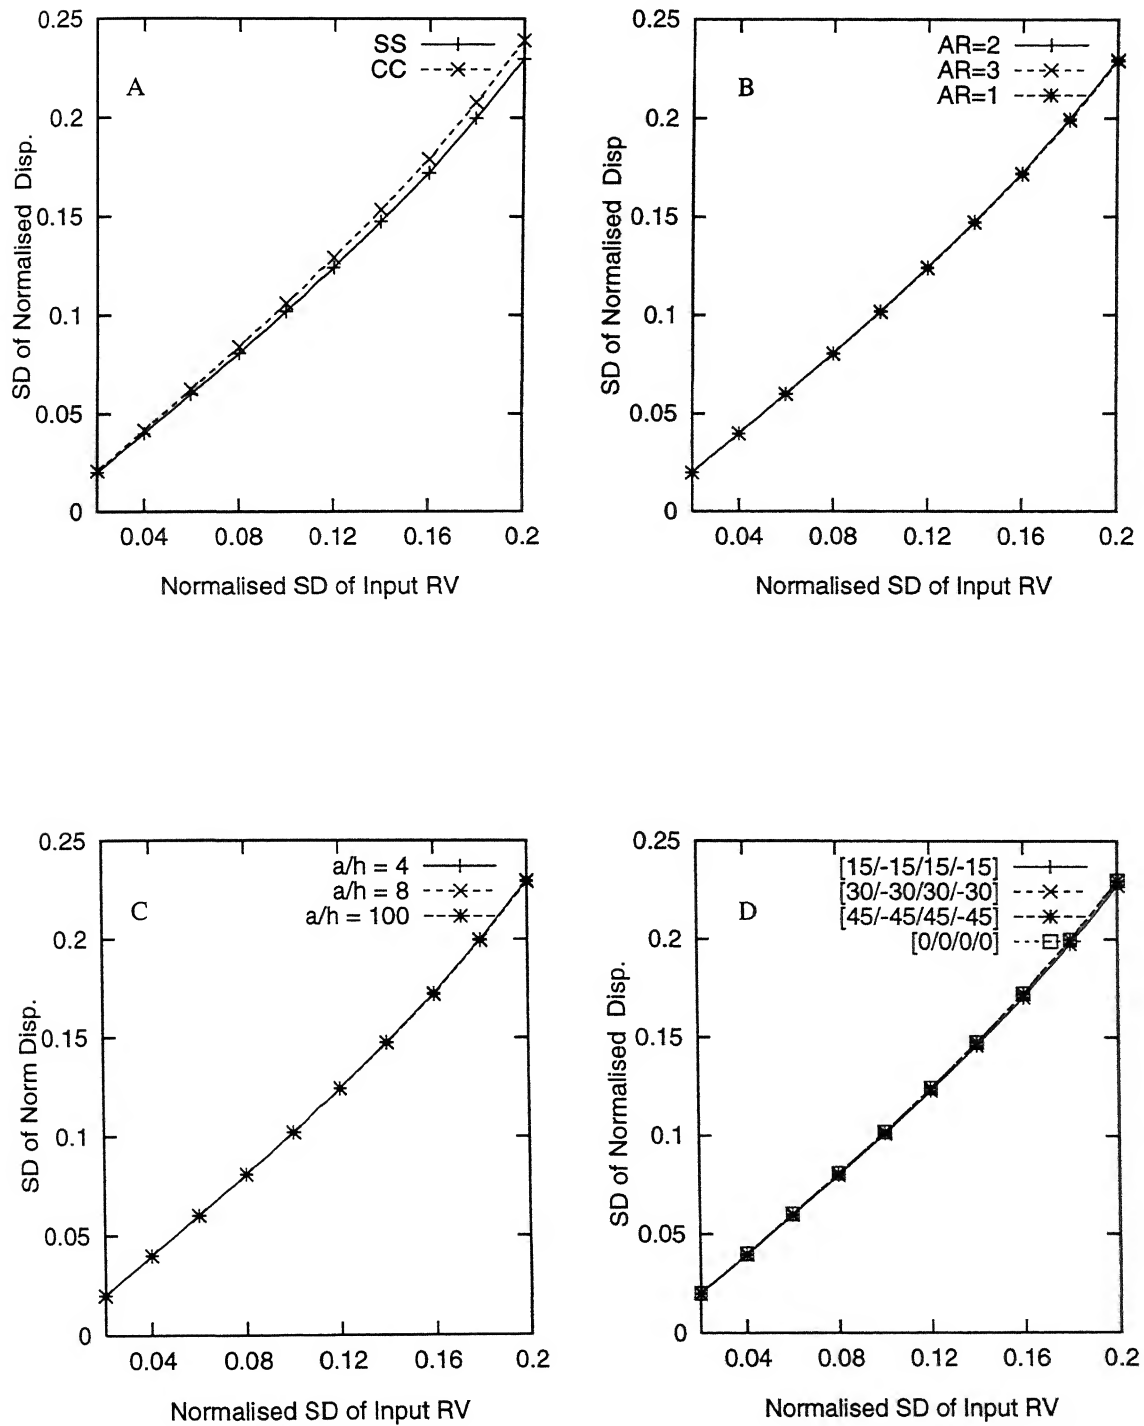 0.25
0.2
0.15
0.1
0.05
0
SD of Normalised Disp.
A
SS
CC
0.04 0.08 0.12 0.16 0.2
Normalised SD of Input RV
0.25
0.2
0.15
0.1
0.05
0
SD of Normalised Disp
B
AR=2
AR=3
AR=1
0.04 0.08 0.12 0.16 0.2
Normalised SD of Input RV
0.25
0.2
0.15
0.1
0.05
0
SD of Norm Disp.
C
a/h = 4
a/h = 8
a/h = 100
0.04 0.08 0.12 0.16 0.2
Normalised SD of Input RV
0.25
0.2
0.15
0.1
0.05
0
SD of Normalised Disp.
D
[15/-15/15/-15]
[30/-30/30/-30]
[45/-45/45/-45]
[0/0/0/0]
0.04 0.08 0.12 0.16 0.2
Normalised SD of Input RV